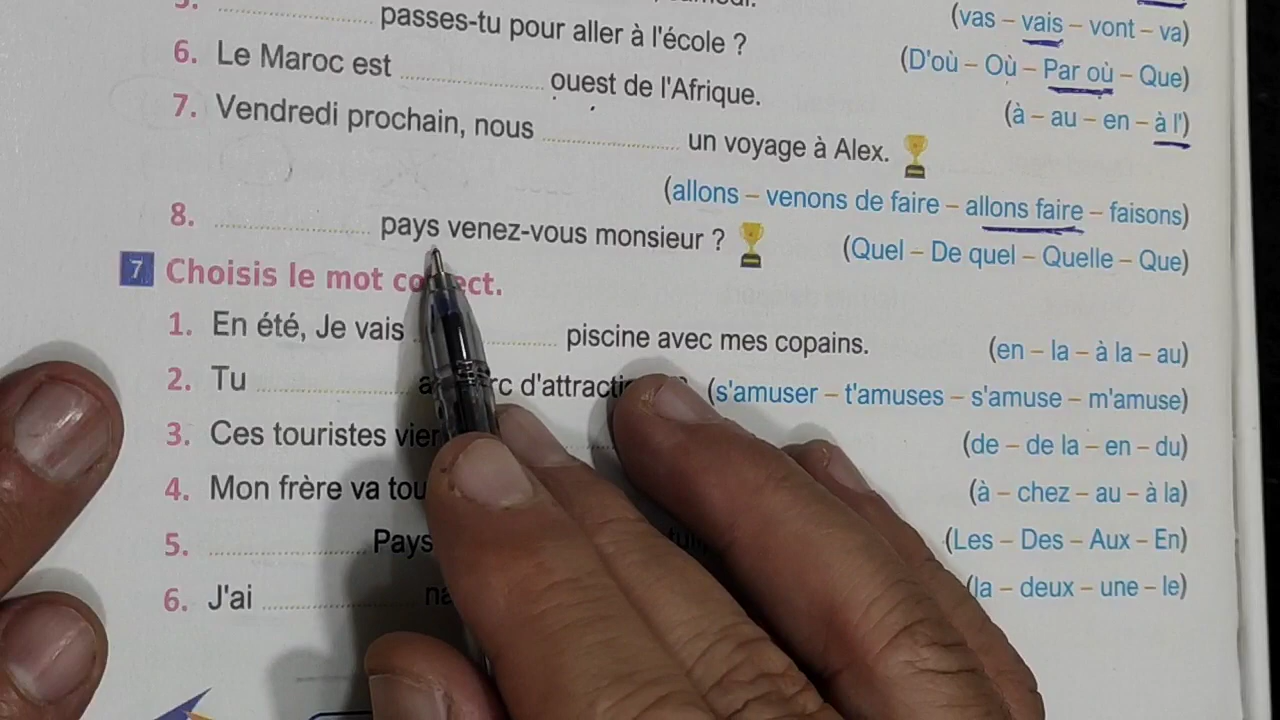 5. .................... passes-tu pour aller à l'école ? (vas – vais – vont – va)
6. Le Maroc est .................... ouest de l'Afrique. (D'où – Où – Par où – Que)
7. Vendredi prochain, nous .................... un voyage à Alex. (à – au – en – à l')
(allons – venons de faire – allons faire – faisons)
8. .................... pays venez-vous monsieur ? (Quel – De quel – Quelle – Que)
7 Choisis le mot correct.
1. En été, Je vais .................... piscine avec mes copains. (en – la – à la – au)
2. Tu .................... d'attraction (s'amuser – t'amuses – s'amuse – m'amuse)
3. Ces touristes (de – de la – en – du)
4. Mon frère va (à – chez – au – à la)
5. .................... Pays (Les – Des – Aux – En)
6. J'ai .................... (la – deux – une – le)